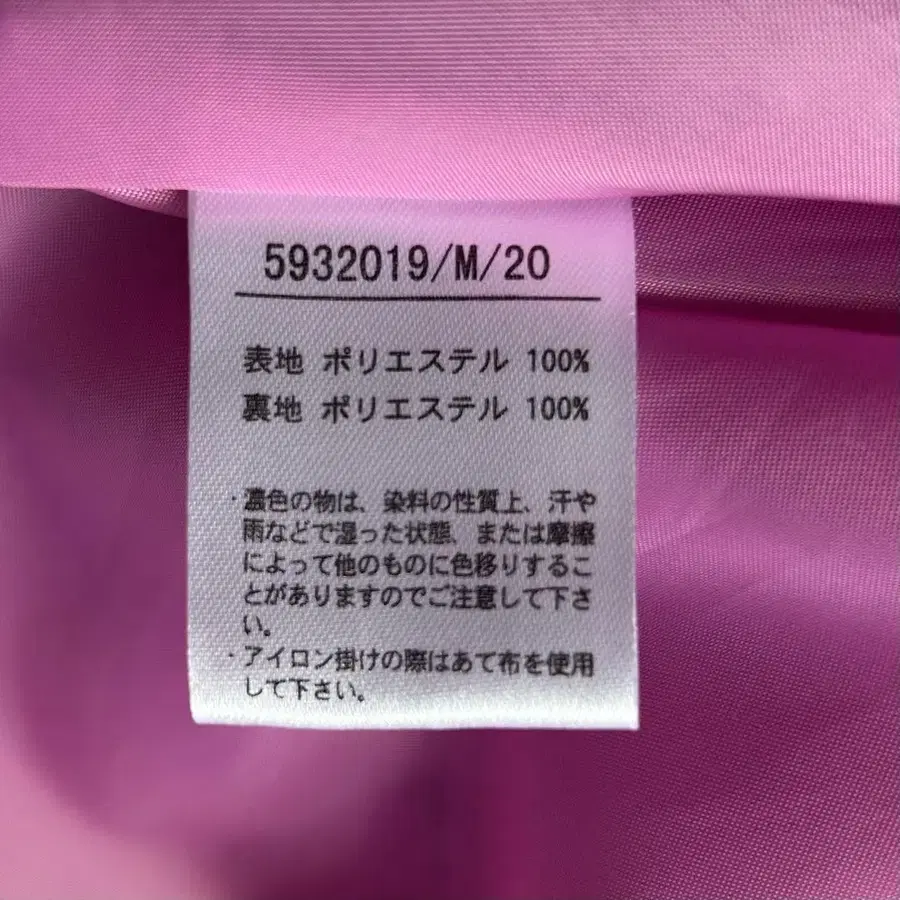 5932019/M/20
表地 ポリエステル 100%
裏地 ポリエステル 100%
・濃色の物は、染料の性質上、汗や
雨などで湿った状態、または摩擦
によって他のものに色移りするこ
とがありますのでご注意して下さ
い。
・アイロン掛けの際はあて布を使用
して下さい。